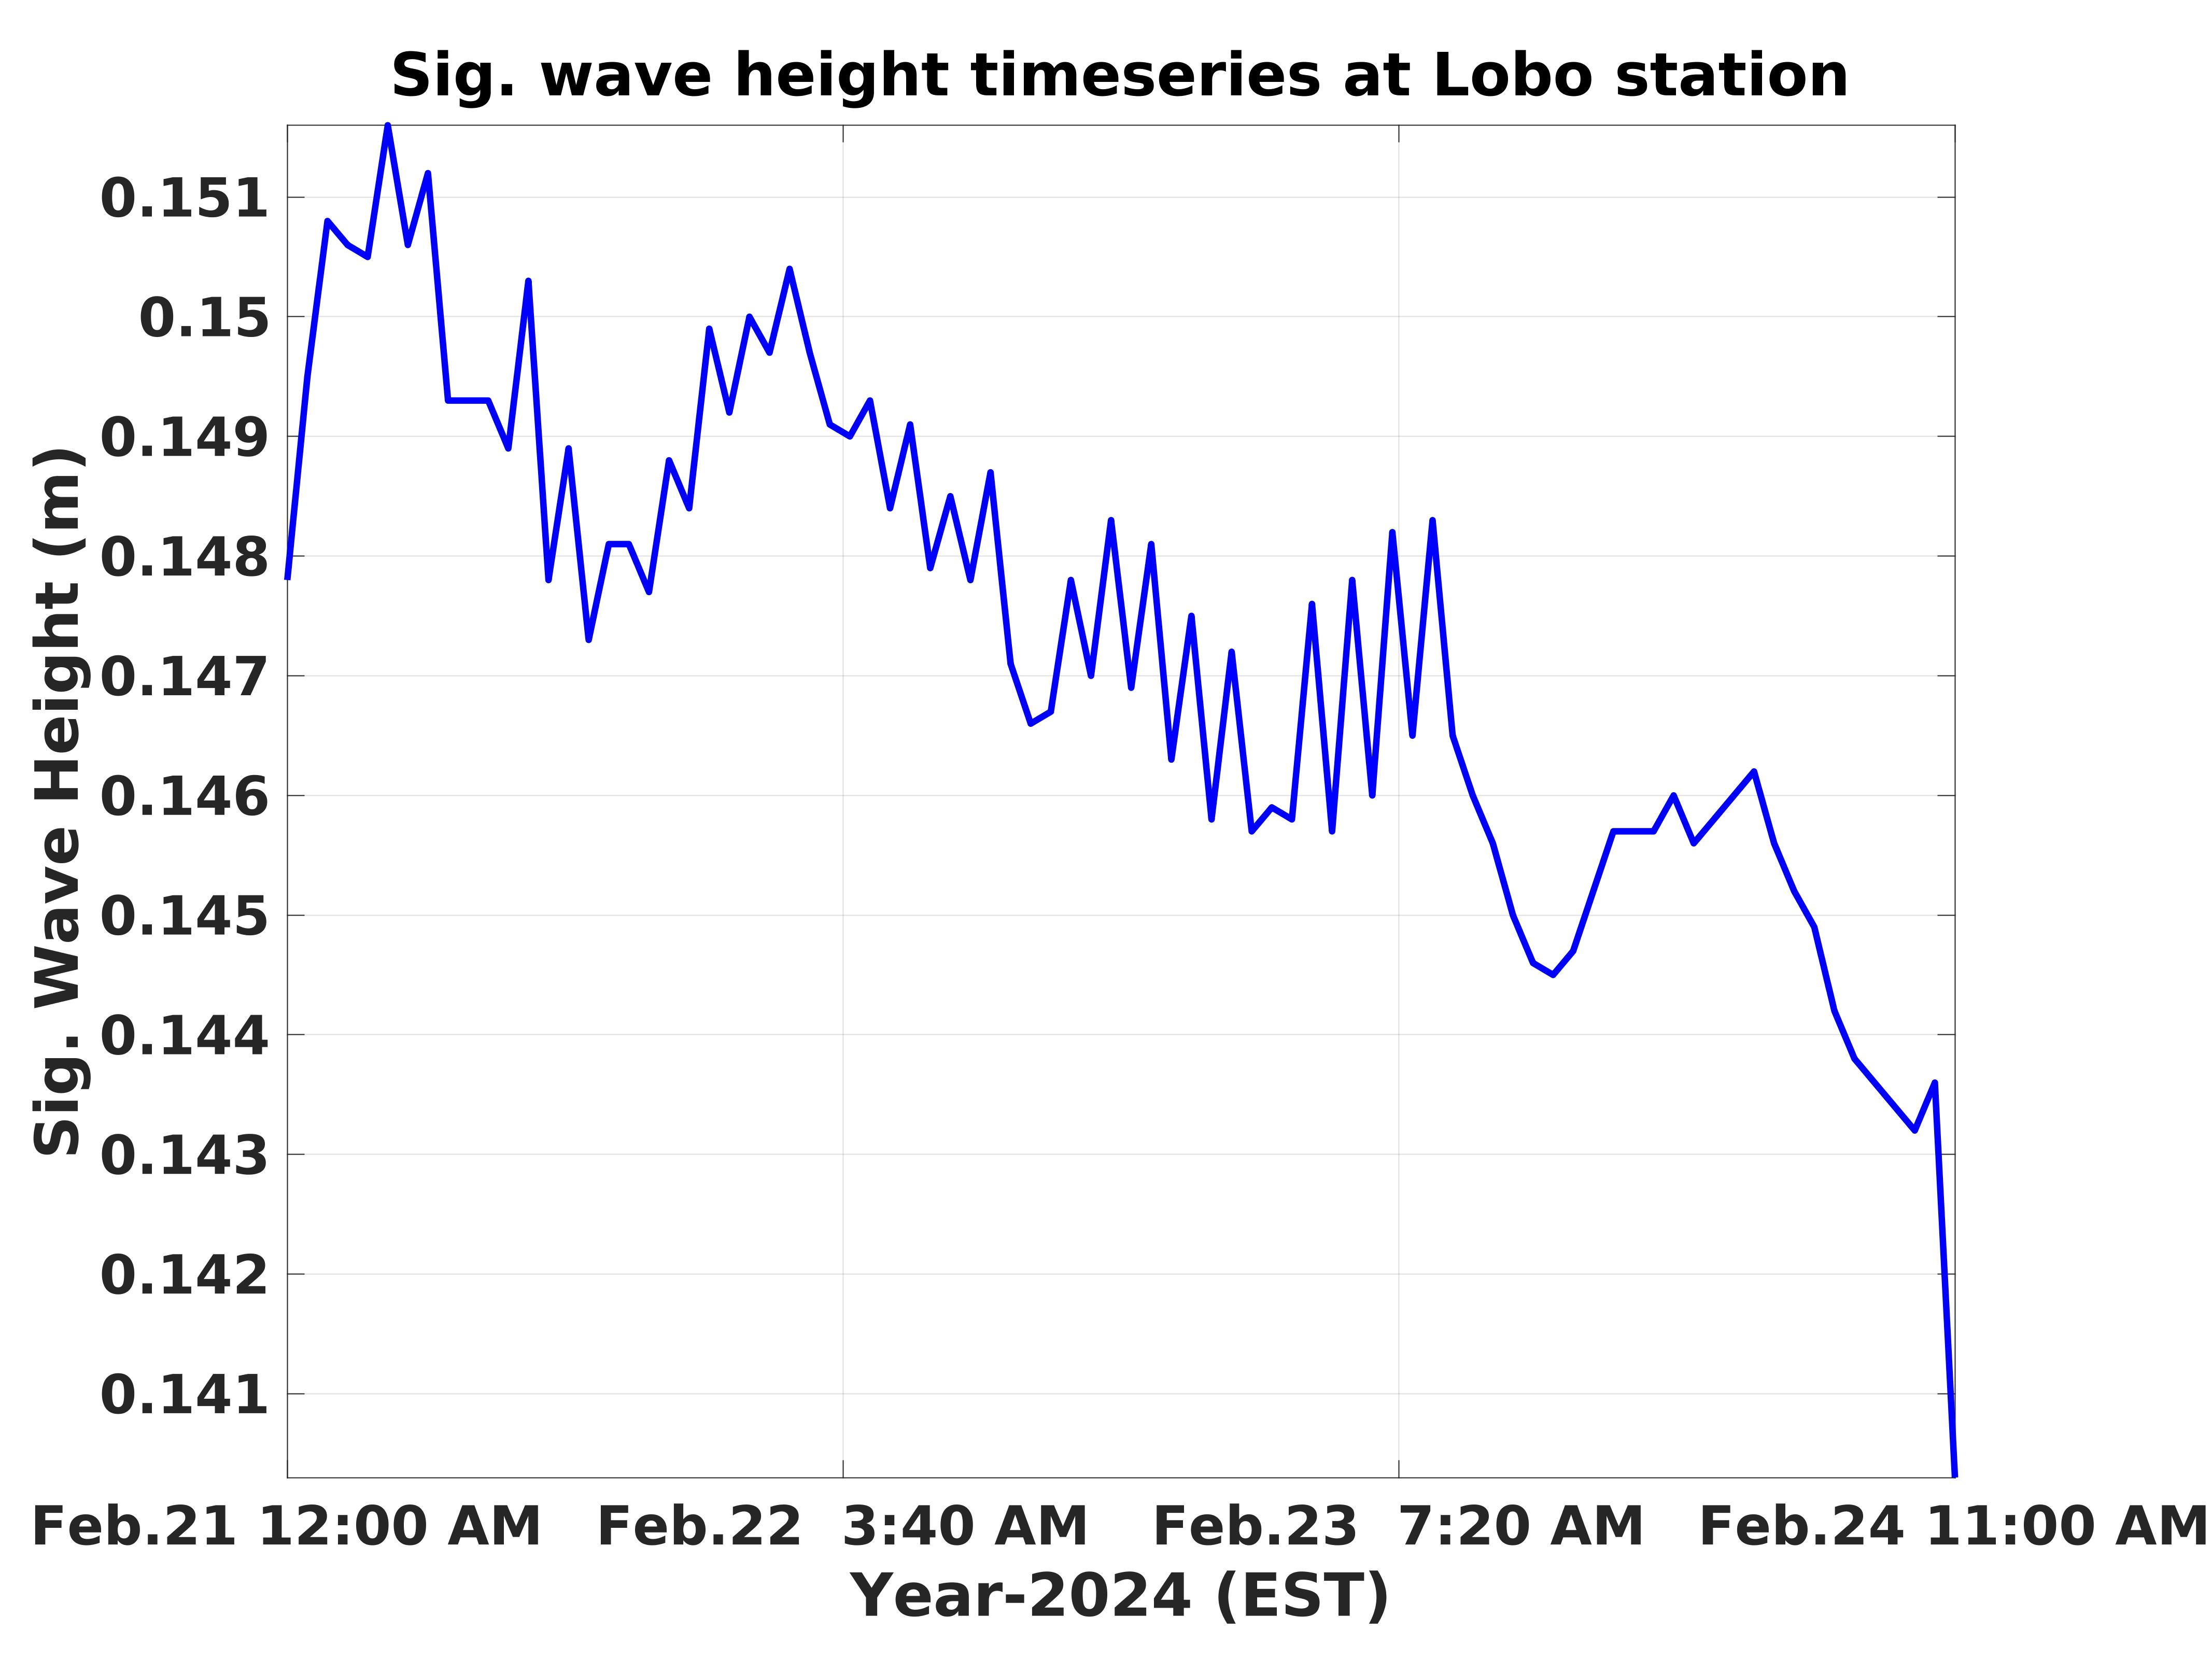 Sig. wave height timeseries at Lobo station
Sig. Wave Height (m)
0.151
0.15
0.149
0.148
0.147
0.146
0.145
0.144
0.143
0.142
0.141
Feb.21 12:00 AM Feb.22 3:40 AM Feb.23 7:20 AM Feb.24 11:00 AM
Year-2024 (EST)